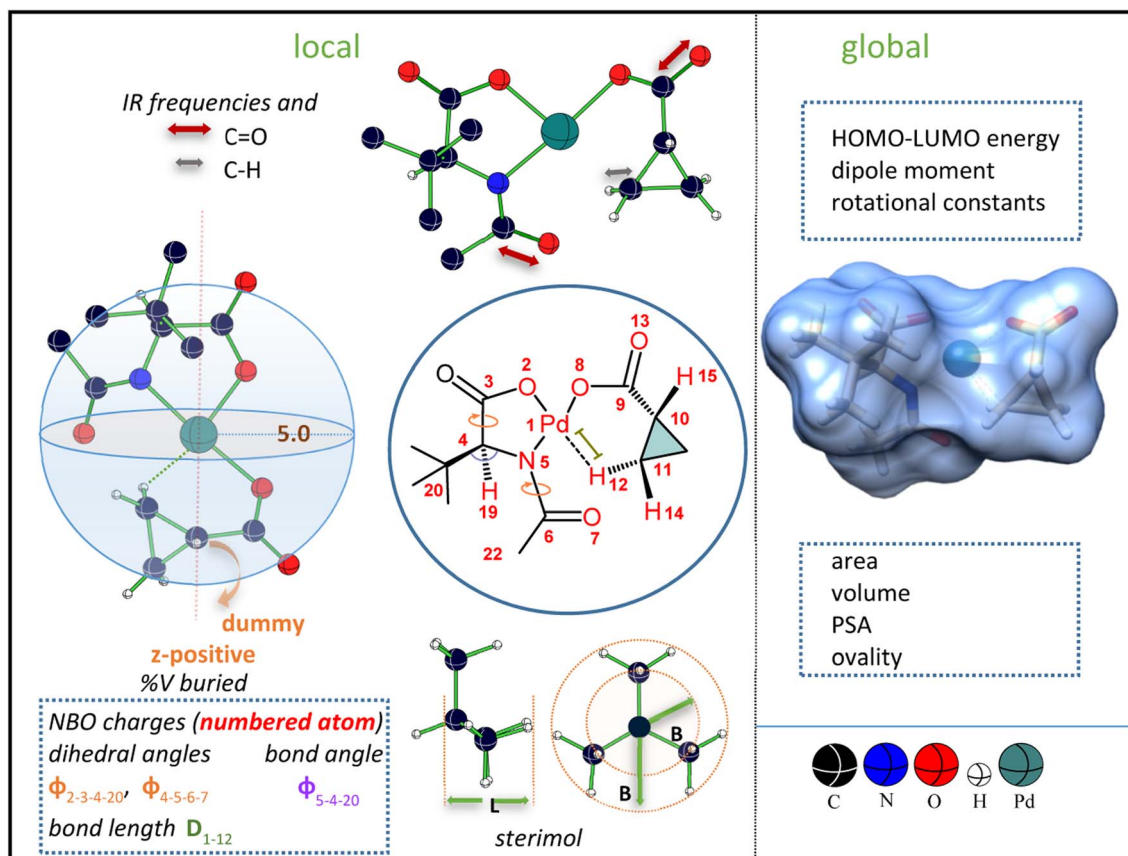 local
IR frequencies and
C=O
C-H
5.0
dummy
z-positive
%V buried
NBO charges (numbered atom)
dihedral angles bond angle
Φ2-3-4-20, Φ4-5-6-7 Φ5-4-20
bond length D1-12
13
O
O 2 8 H 15
3 O O
9
1 Pd 10
4
N 5 H 11
20 H 12
19 H 14
O
6 7
22
L
B
B
sterimol
global
HOMO-LUMO energy
dipole moment
rotational constants
area
volume
PSA
ovality
C N O H Pd